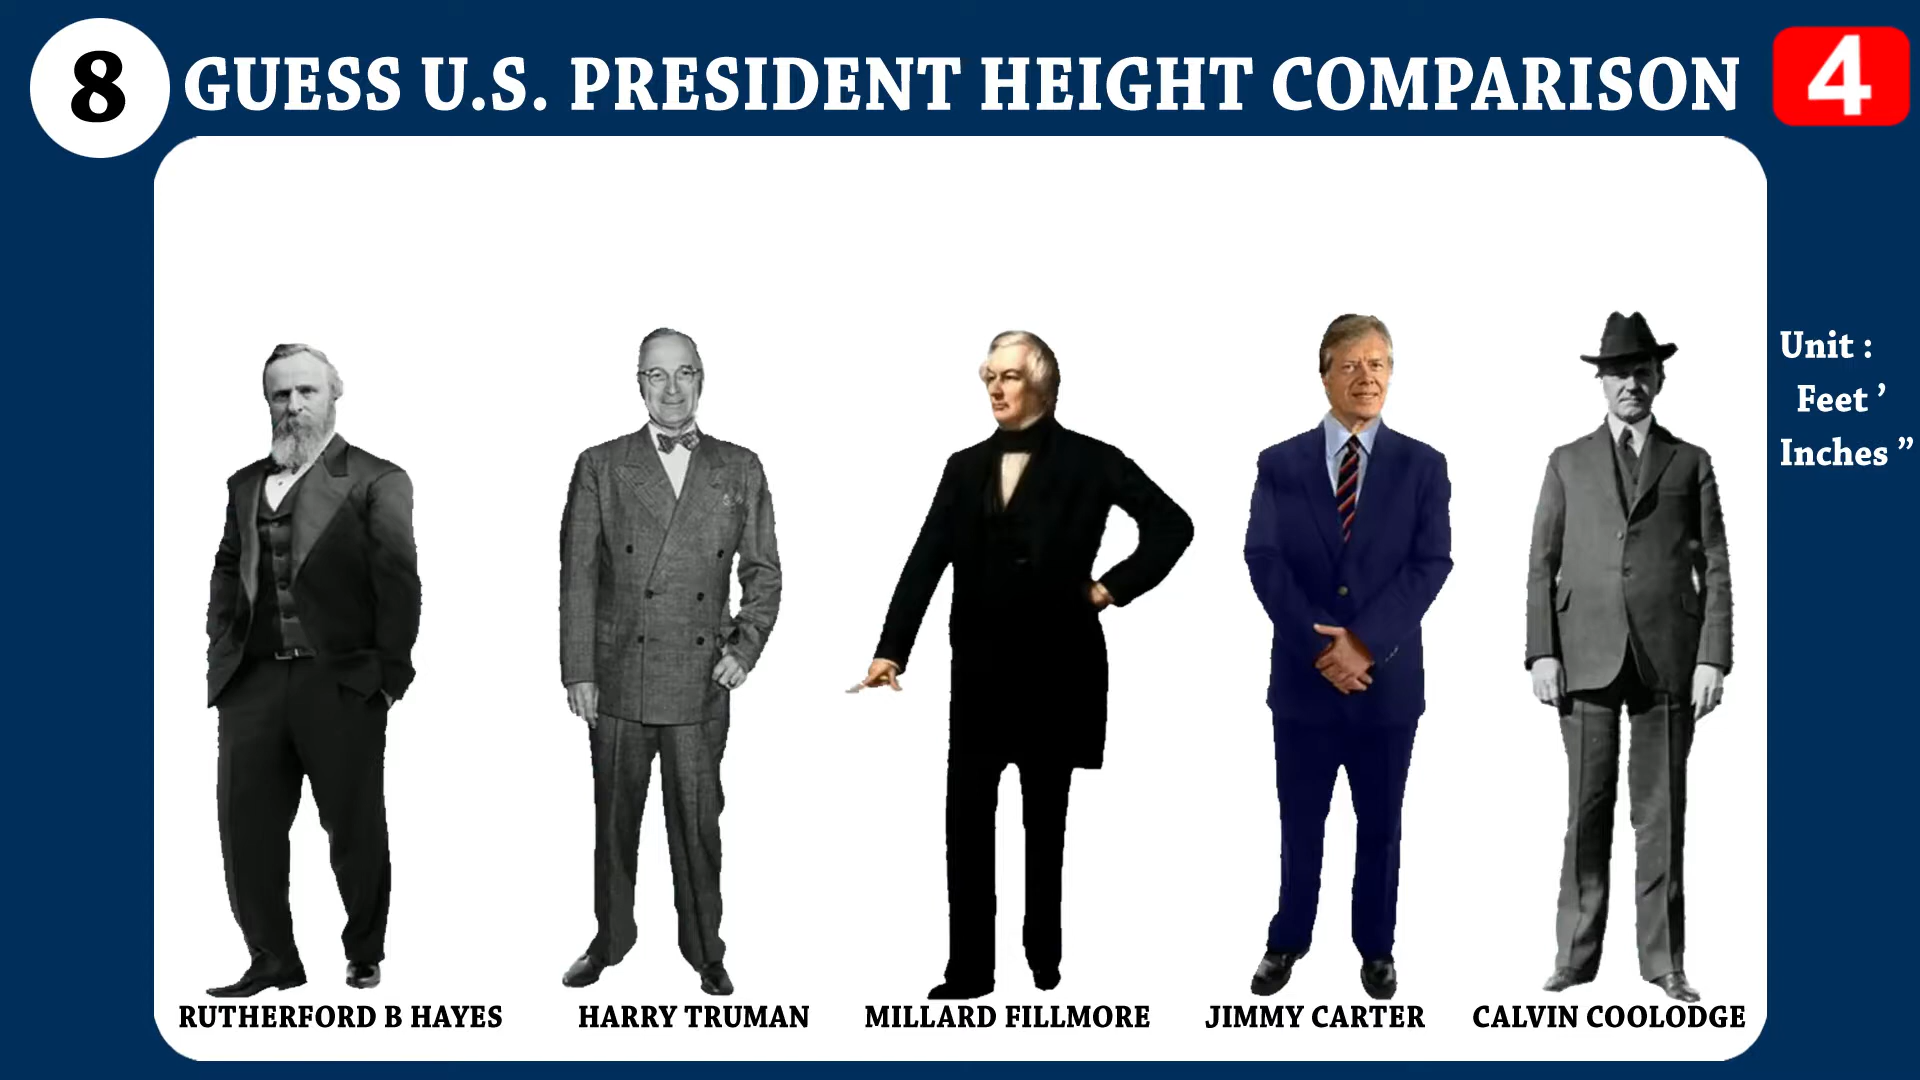 8
GUESS U.S. PRESIDENT HEIGHT COMPARISON
4
Unit :
Feet ’
Inches ”
RUTHERFORD B HAYES
HARRY TRUMAN
MILLARD FILLMORE
JIMMY CARTER
CALVIN COOLODGE